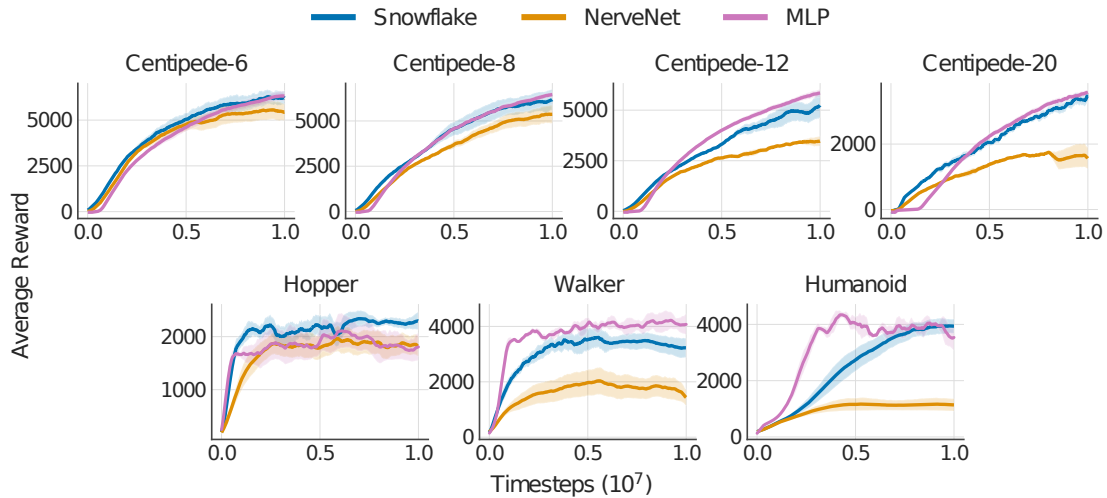 Snowflake NerveNet MLP
Centipede-6 Centipede-8 Centipede-12 Centipede-20
5000
2500
0
0.0 0.5 1.0
5000
2500
0
0.0 0.5 1.0
5000
2500
0
0.0 0.5 1.0
2000
0
0.0 0.5 1.0
Average Reward
Hopper Walker Humanoid
2000
1000
0.0 0.5 1.0
4000
2000
0
0.0 0.5 1.0
4000
2000
0
0.0 0.5 1.0
Timesteps (10⁷)